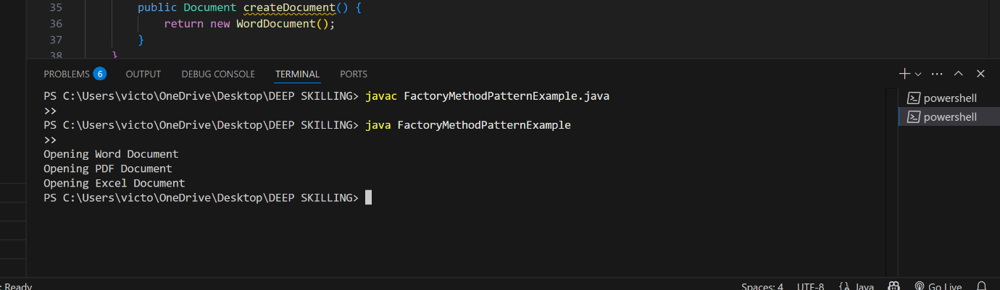 35 public Document createDocument() {
36 return new WordDocument();
37 }
38 }
PROBLEMS 6 OUTPUT DEBUG CONSOLE TERMINAL PORTS
PS C:\Users\victo\OneDrive\Desktop\DEEP SKILLING> javac FactoryMethodPatternExample.java
>>
PS C:\Users\victo\OneDrive\Desktop\DEEP SKILLING> java FactoryMethodPatternExample
>>
Opening Word Document
Opening PDF Document
Opening Excel Document
PS C:\Users\victo\OneDrive\Desktop\DEEP SKILLING>
powershell
powershell
: Ready Spaces: 4 UTF-8 {} Java Go Live